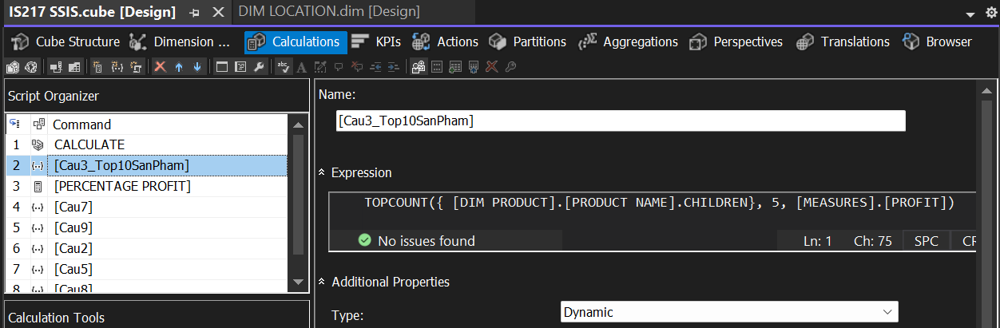 IS217 SSIS.cube [Design]
DIM LOCATION.dim [Design]
Cube Structure
Dimension ...
Calculations
KPIs
Actions
Partitions
Aggregations
Perspectives
Translations
Browser
Script Organizer
Command
1 CALCULATE
2 [Cau3_Top10SanPham]
3 [PERCENTAGE PROFIT]
4 [Cau7]
5 [Cau9]
6 [Cau2]
7 [Cau5]
8 [Cau8]
Calculation Tools
Name:
[Cau3_Top10SanPham]
Expression
TOPCOUNT({ [DIM PRODUCT].[PRODUCT NAME].CHILDREN}, 5, [MEASURES].[PROFIT])
No issues found
Ln: 1
Ch: 75
SPC
CR
Additional Properties
Type:
Dynamic